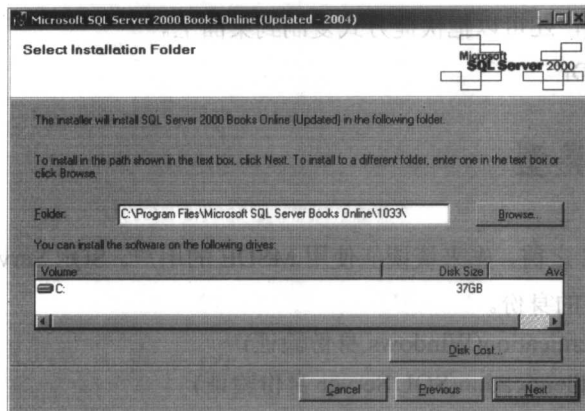 Microsoft SQL Server 2000 Books Online (Updated - 2004)
Select Installation Folder
Microsoft
SQL Server 2000
The installer will install SQL Server 2000 Books Online (Updated) in the following folder.
To install in the path shown in the text box, click Next. To install to a different folder, enter one in the text box or
click Browse.
Folder: C:\Program Files\Microsoft SQL Server Books Online\1033\ Browse...
You can install the software on the following drives:
Volume Disk Size Ava
C: 37GB
Disk Cost...
Cancel Previous Next